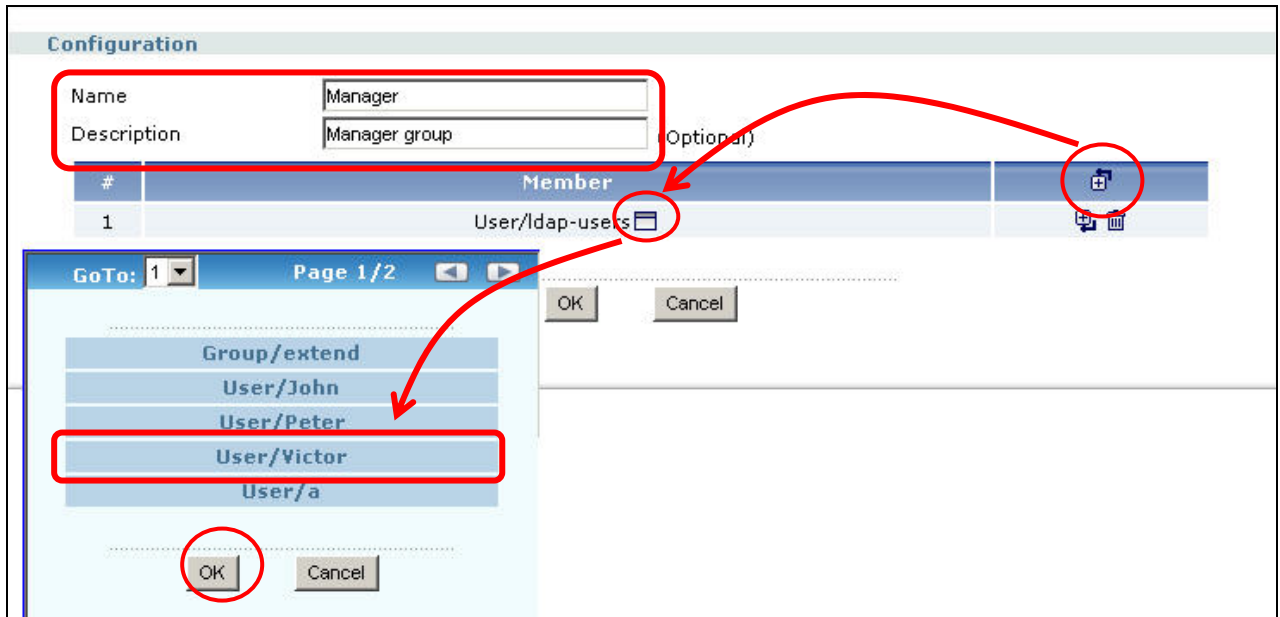 Configuration
Name Manager
Description Manager group (Optional)
# Member
1 User/ldap-users
GoTo: 1 Page 1/2
OK Cancel
Group/extend
User/John
User/Peter
User/Victor
User/a
OK Cancel